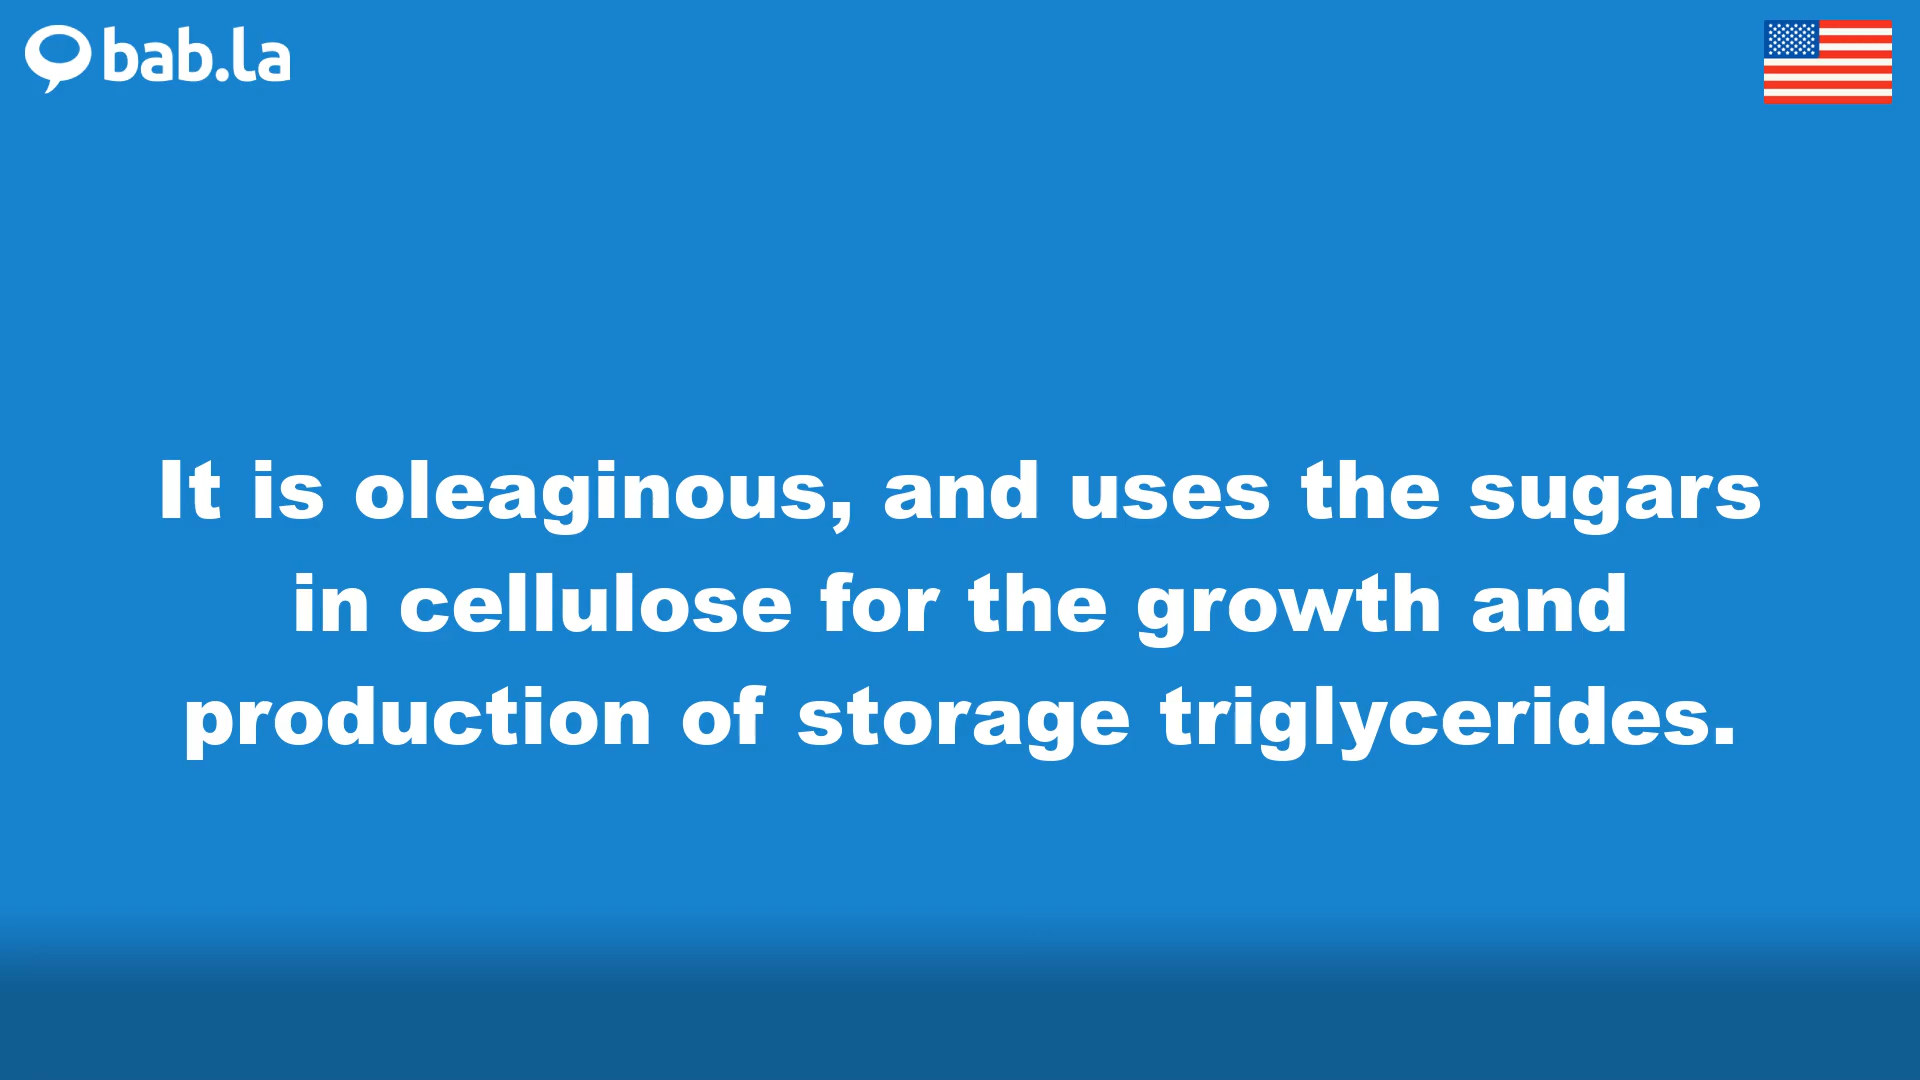 bab.la
It is oleaginous, and uses the sugars
in cellulose for the growth and
production of storage triglycerides.